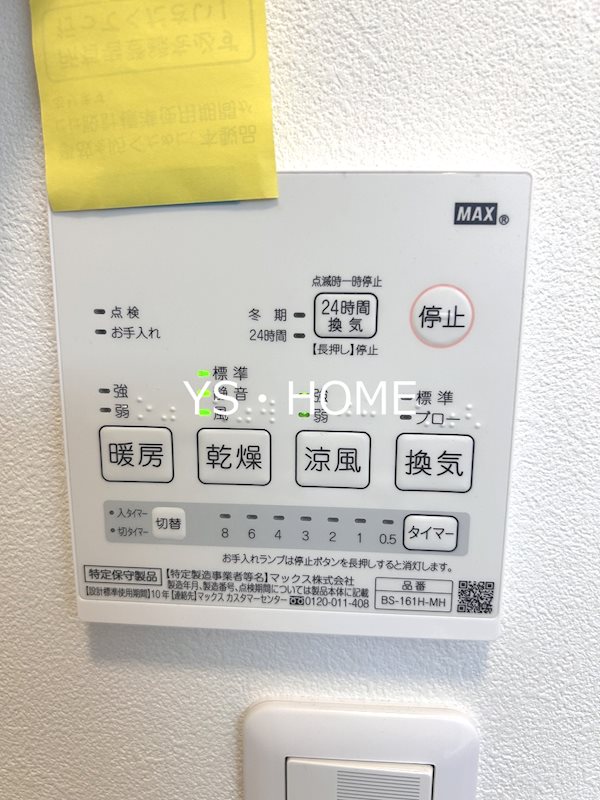 MAX®
点滅時一時停止
点検
冬期
24時間
換気
停止
お手入れ
24時間
【長押し】停止
標準
強
静音
強
標準
弱
風
弱
ブロー
YS・HOME
暖房
乾燥
涼風
換気
入タイマー
切タイマー
切替
8 6 4 3 2 1 0.5
タイマー
お手入れランプは停止ボタンを長押しすると消灯します。
特定保守製品
【特定製造事業者等名】マックス株式会社
製造年月、製造番号、点検期間については製品本体に記載
【設計標準使用期間】10年【連絡先】マックス カスタマーセンター 0120-011-408
品番
BS-161H-MH